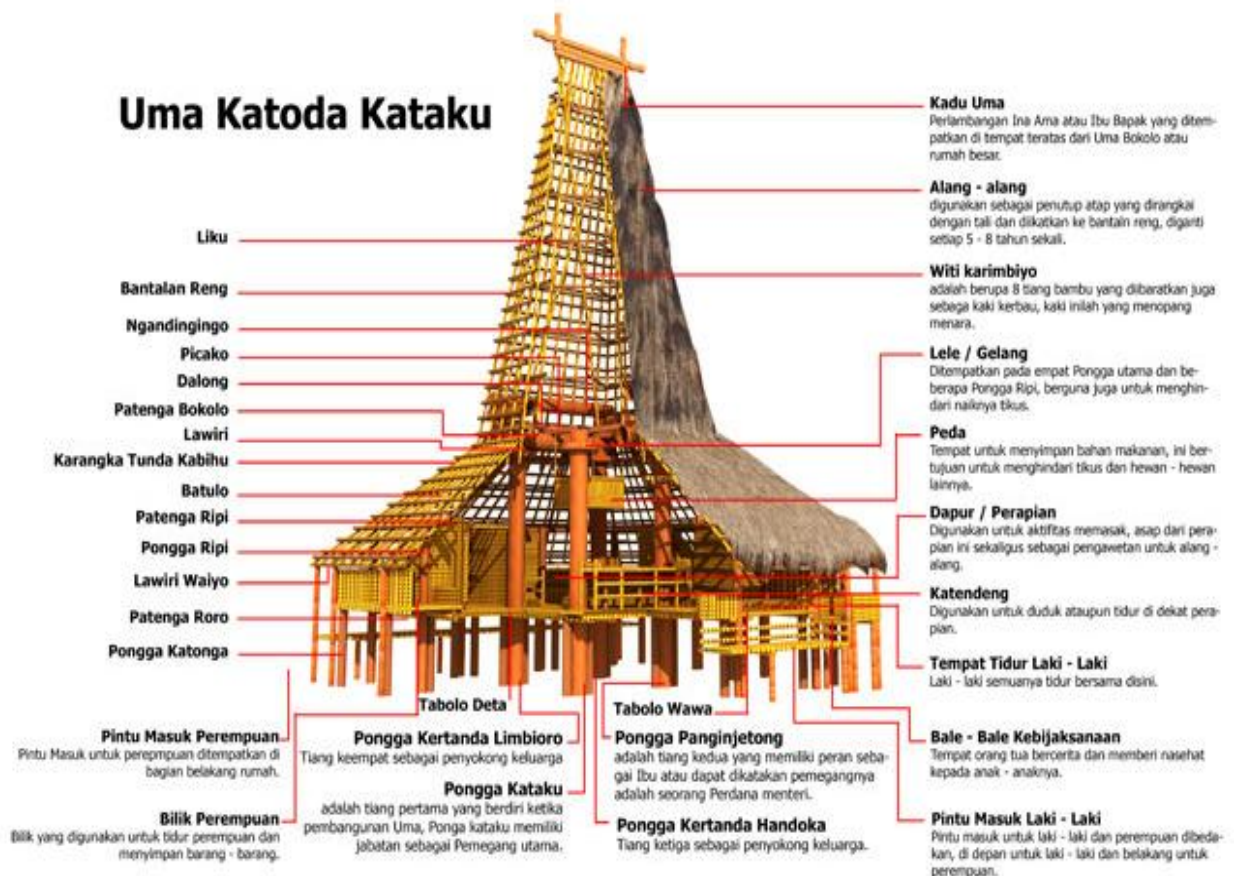 Uma Katoda Kataku
Liku
Bantalan Reng
Ngandingingo
Picako
Dalong
Patenga Bokolo
Lawiri
Karangka Tunda Kabihu
Batulo
Patenga Ripi
Pongga Ripi
Lawiri Waiyo
Patenga Roro
Pongga Katonga
Pintu Masuk Perempuan
Pintu Masuk untuk perepmpuan ditempatkan di
bagian belakang rumah.
Bilik Perempuan
Bilik yang digunakan untuk tidur perempuan dan
menyimpan barang - barang.
Tabolo Deta
Pongga Kertanda Limbioro
Tiang keempat sebagai penyokong keluarga
Pongga Kataku
adalah tiang pertama yang berdiri ketika
pembangunan Uma, Ponga kataku memiliki
jabatan sebagai Pemegang utama.
Tabolo Wawa
Pongga Panginjetong
adalah tiang kedua yang memiliki peran seba-
gai Ibu atau dapat dikatakan pemegangnya
adalah seorang Perdana menteri.
Pongga Kertanda Handoka
Tiang ketiga sebagai penyokong keluarga.
Kadu Uma
Perlambangan Ina Ama atau Ibu Bapak yang ditem-
patkan di tempat teratas dari Uma Bokolo atau
rumah besar.
Alang - alang
digunakan sebagai penutup atap yang dirangkai
dengan tali dan diikatkan ke bantaln reng, diganti
setiap 5 - 8 tahun sekali.
Witi karimbiyo
adalah berupa 8 tiang bambu yang diibaratkan juga
sebaga kaki kerbau, kaki inilah yang menopang
menara.
Lele / Gelang
Ditempatkan pada empat Pongga utama dan be-
berapa Pongga Ripi, berguna juga untuk menghin-
dari naiknya tikus.
Peda
Tempat untuk menyimpan bahan makanan, ini ber-
tujuan untuk menghindari tikus dan hewan - hewan
lainnya.
Dapur / Perapian
Digunakan untuk aktifitas memasak, asap dari pera-
pian ini sekaligus sebagai pengawetan untuk alang -
alang.
Katendeng
Digunakan untuk duduk ataupun tidur di dekat pera-
pian.
Tempat Tidur Laki - Laki
Laki - laki semuanya tidur bersama disini.
Bale - Bale Kebijaksanaan
Tempat orang tua bercerita dan memberi nasehat
kepada anak - anaknya.
Pintu Masuk Laki - Laki
Pintu masuk untuk laki - laki dan perempuan dibeda-
kan, di depan untuk laki - laki dan belakang untuk
perempuan.